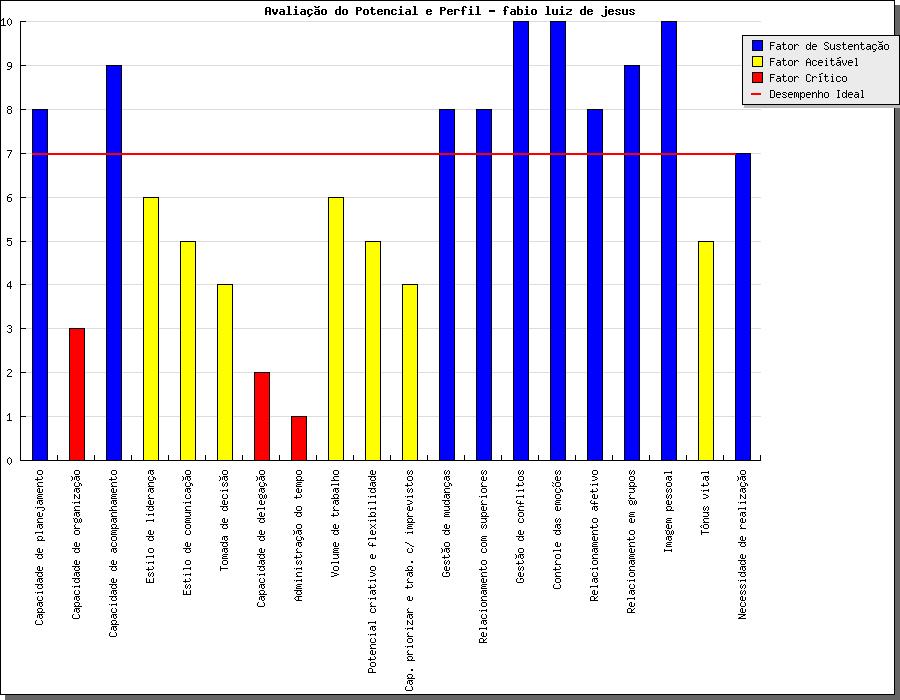 Avaliação do Potencial e Perfil - fabio luiz de jesus
Fator de Sustentação
Fator Aceitável
Fator Crítico
Desempenho Ideal
10
9
8
7
6
5
4
3
2
1
0
Capacidade de planejamento
Capacidade de organização
Capacidade de acompanhamento
Estilo de liderança
Estilo de comunicação
Tomada de decisão
Capacidade de delegação
Administração do tempo
Volume de trabalho
Potencial criativo e flexibilidade
Cap. priorizar e trab. c/ imprevistos
Gestão de mudanças
Relacionamento com superiores
Gestão de conflitos
Controle das emoções
Relacionamento afetivo
Relacionamento em grupos
Imagem pessoal
Tônus vital
Necessidade de realização